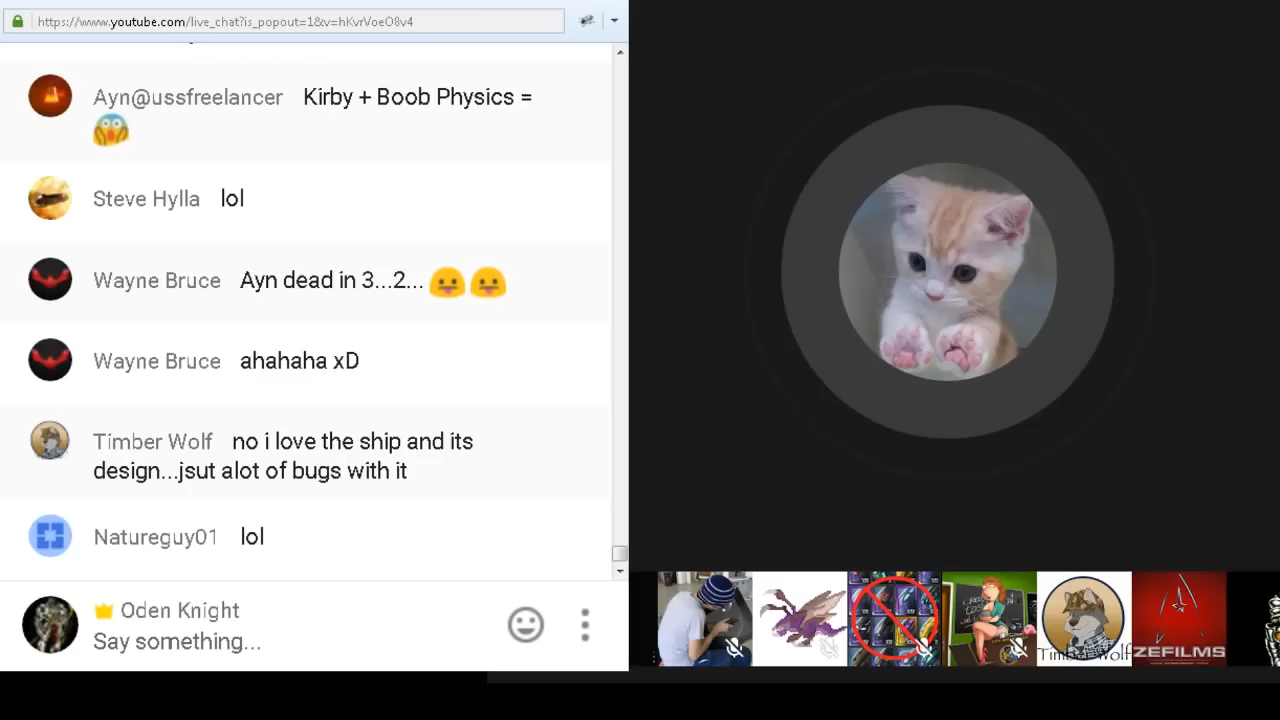 https://www.youtube.com/live_chat?is_popout=1&v=hKvrVoeO8v4
Ayn@ussfreelancer Kirby + Boob Physics =
Steve Hylla lol
Wayne Bruce Ayn dead in 3...2...
Wayne Bruce ahahaha xD
Timber Wolf no i love the ship and its
design...jsut alot of bugs with it
Natureguy01 lol
Oden Knight
Say something...
Timber Wolf
ZEFILMS